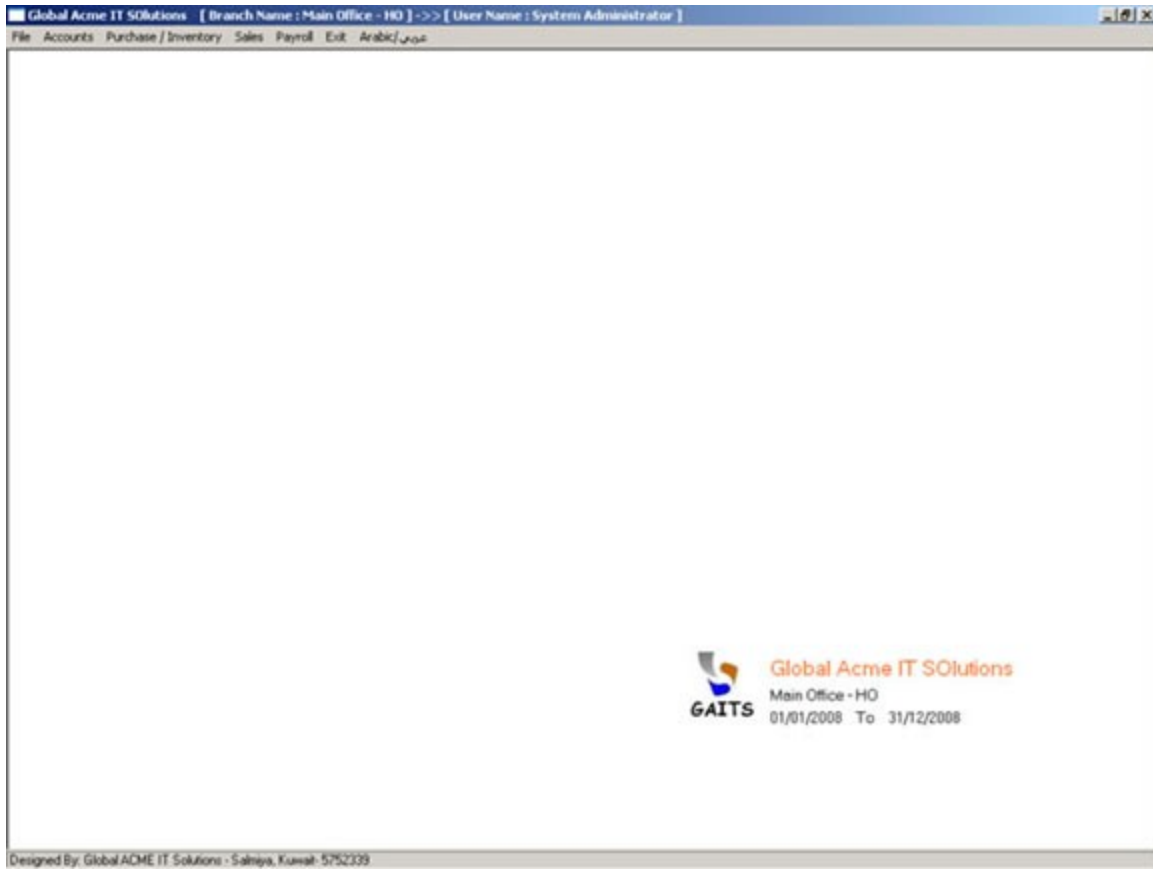 Global Acme IT SOlutions [ Branch Name : Main Office - HO ] ->> [ User Name : System Administrator ]
File Accounts Purchase / Inventory Sales Payroll Exit Arabic/عربي
Global Acme IT SOlutions
Main Office - HO
GAITS
01/01/2008 To 31/12/2008
Designed By: Global ACME IT Solutions - Salmiya, Kuwait- 5752339